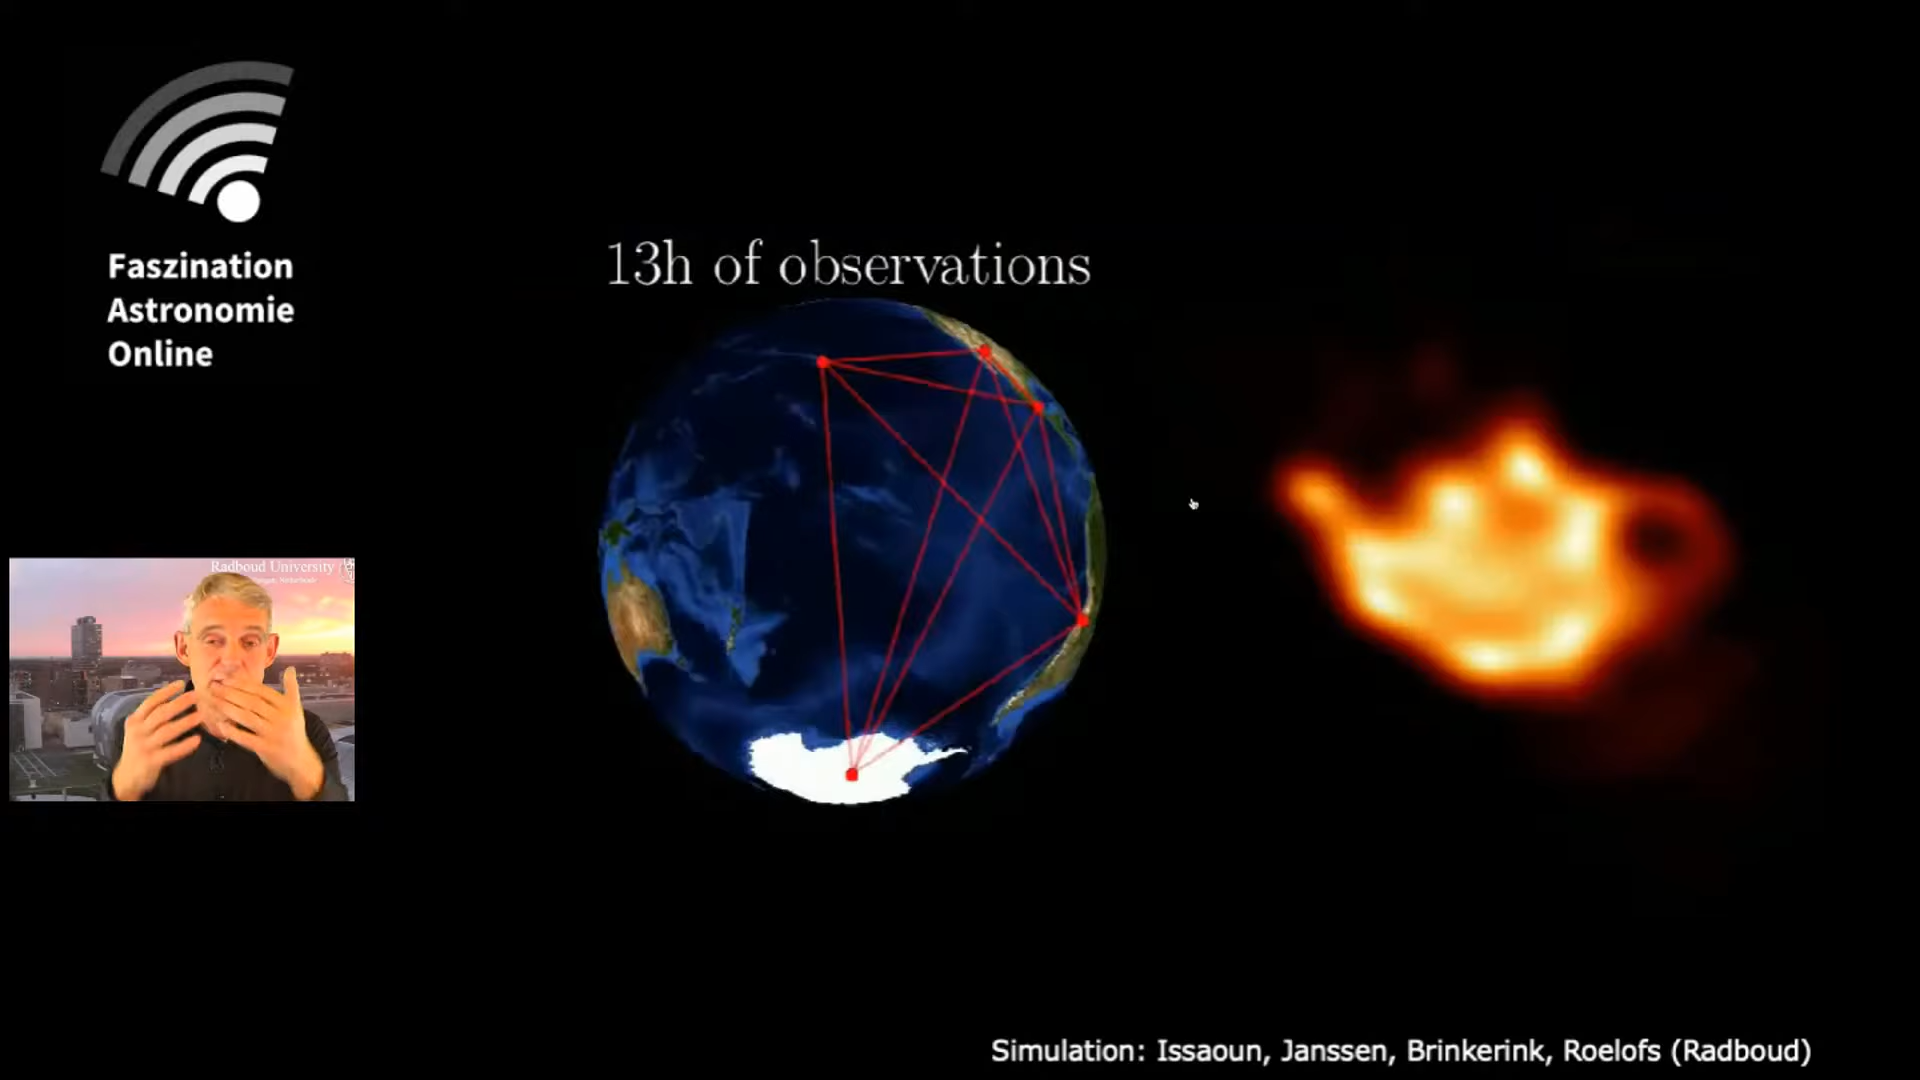 Faszination
Astronomie
Online
13h of observations
Radboud University
Simulation: Issaoun, Janssen, Brinkerink, Roelofs (Radboud)